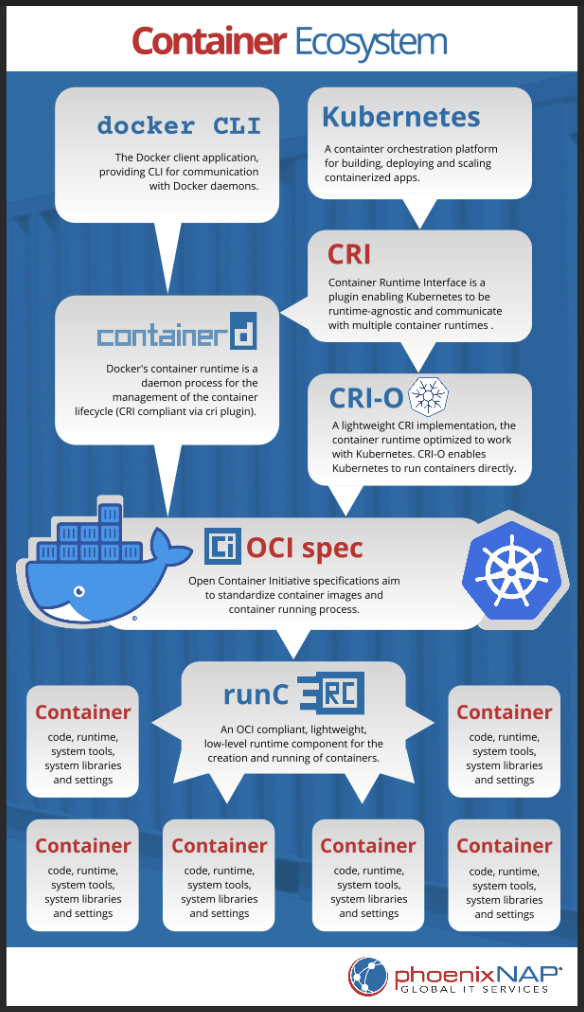 Container Ecosystem
docker CLI
The Docker client application,
providing CLI for communication
with Docker daemons.
Kubernetes
A containter orchestration platform
for building, deploying and scaling
containerized apps.
CRI
Container Runtime Interface is a
plugin enabling Kubernetes to be
runtime-agnostic and communicate
with multiple container runtimes .
containerd
Docker's container runtime is a
daemon process for the
management of the container
lifecycle (CRI compliant via cri plugin).
CRI-O
A lightweight CRI implementation, the
container runtime optimized to work
with Kubernetes. CRI-O enables
Kubernetes to run containers directly.
Ci OCI spec
Open Container Initiative specifications aim
to standardize container images and
container running process.
runC RC
An OCI compliant, lightweight,
low-level runtime component for the
creation and running of containers.
Container
code, runtime,
system tools,
system libraries
and settings
Container
code, runtime,
system tools,
system libraries
and settings
Container
code, runtime,
system tools,
system libraries
and settings
Container
code, runtime,
system tools,
system libraries
and settings
Container
code, runtime,
system tools,
system libraries
and settings
Container
code, runtime,
system tools,
system libraries
and settings
phoenixNAP
GLOBAL IT SERVICES